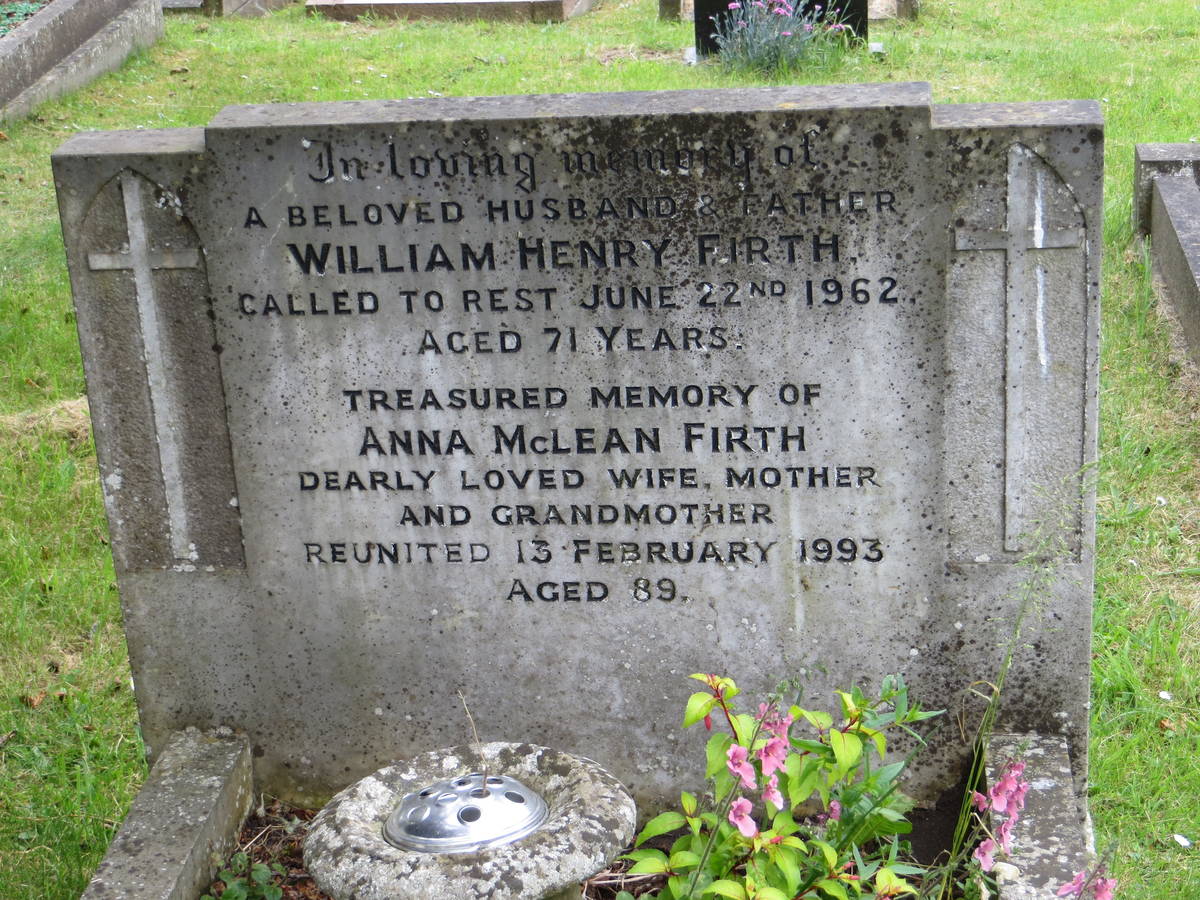 In loving memory of
A BELOVED HUSBAND & FATHER
WILLIAM HENRY FIRTH.
CALLED TO REST JUNE 22ND 1962.
AGED 71 YEARS.
TREASURED MEMORY OF
ANNA McLEAN FIRTH
DEARLY LOVED WIFE, MOTHER
AND GRANDMOTHER
REUNITED 13 FEBRUARY 1993
AGED 89.